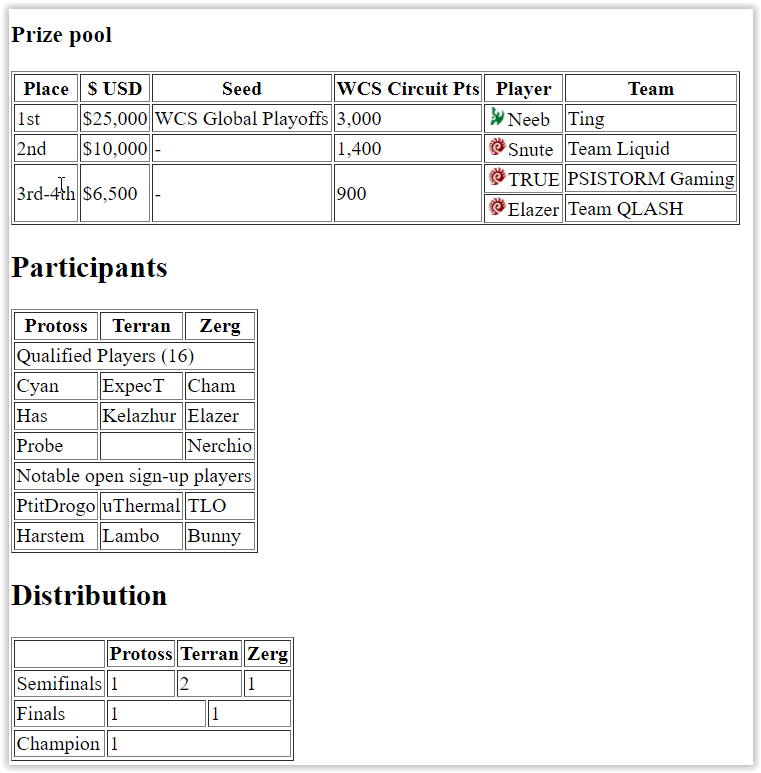 Prize pool
Place $ USD Seed WCS Circuit Pts Player Team
1st $25,000 WCS Global Playoffs 3,000 Neeb Ting
2nd $10,000 - 1,400 Snute Team Liquid
3rd-4th $6,500 - 900 TRUE PSISTORM Gaming
Elazer Team QLASH
Participants
Protoss Terran Zerg
Qualified Players (16)
Cyan ExpecT Cham
Has Kelazhur Elazer
Probe Nerchio
Notable open sign-up players
PtitDrogo uThermal TLO
Harstem Lambo Bunny
Distribution
Protoss Terran Zerg
Semifinals 1 2 1
Finals 1 1
Champion 1